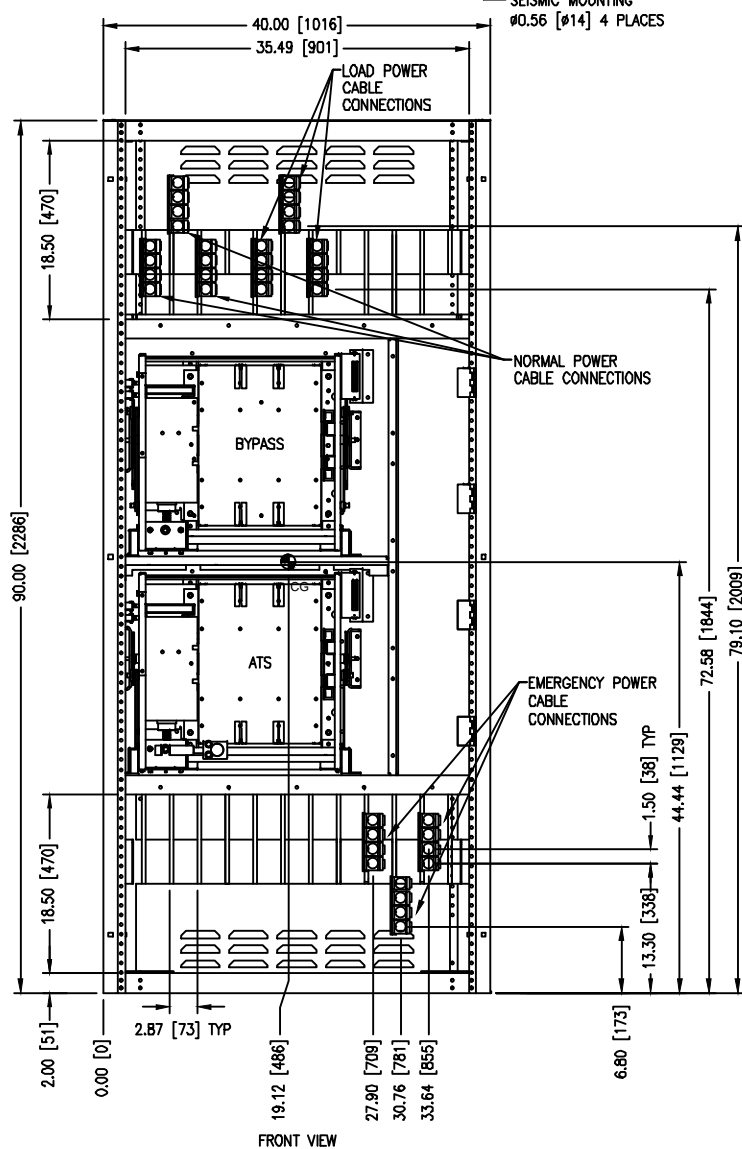 SEISMIC MOUNTING
ø0.56 [ø14] 4 PLACES
40.00 [1016]
35.49 [901]
LOAD POWER
CABLE
CONNECTIONS
18.50 [470]
NORMAL POWER
CABLE CONNECTIONS
BYPASS
90.00 [2286]
CG
72.58 [1844]
79.10 [2009]
ATS
EMERGENCY POWER
CABLE
CONNECTIONS
1.50 [38] TYP
44.44 [1129]
18.50 [470]
13.30 [338]
6.80 [173]
2.00 [51]
0.00 [0]
2.87 [73] TYP
19.12 [486]
27.90 [709]
30.76 [781]
33.64 [855]
FRONT VIEW